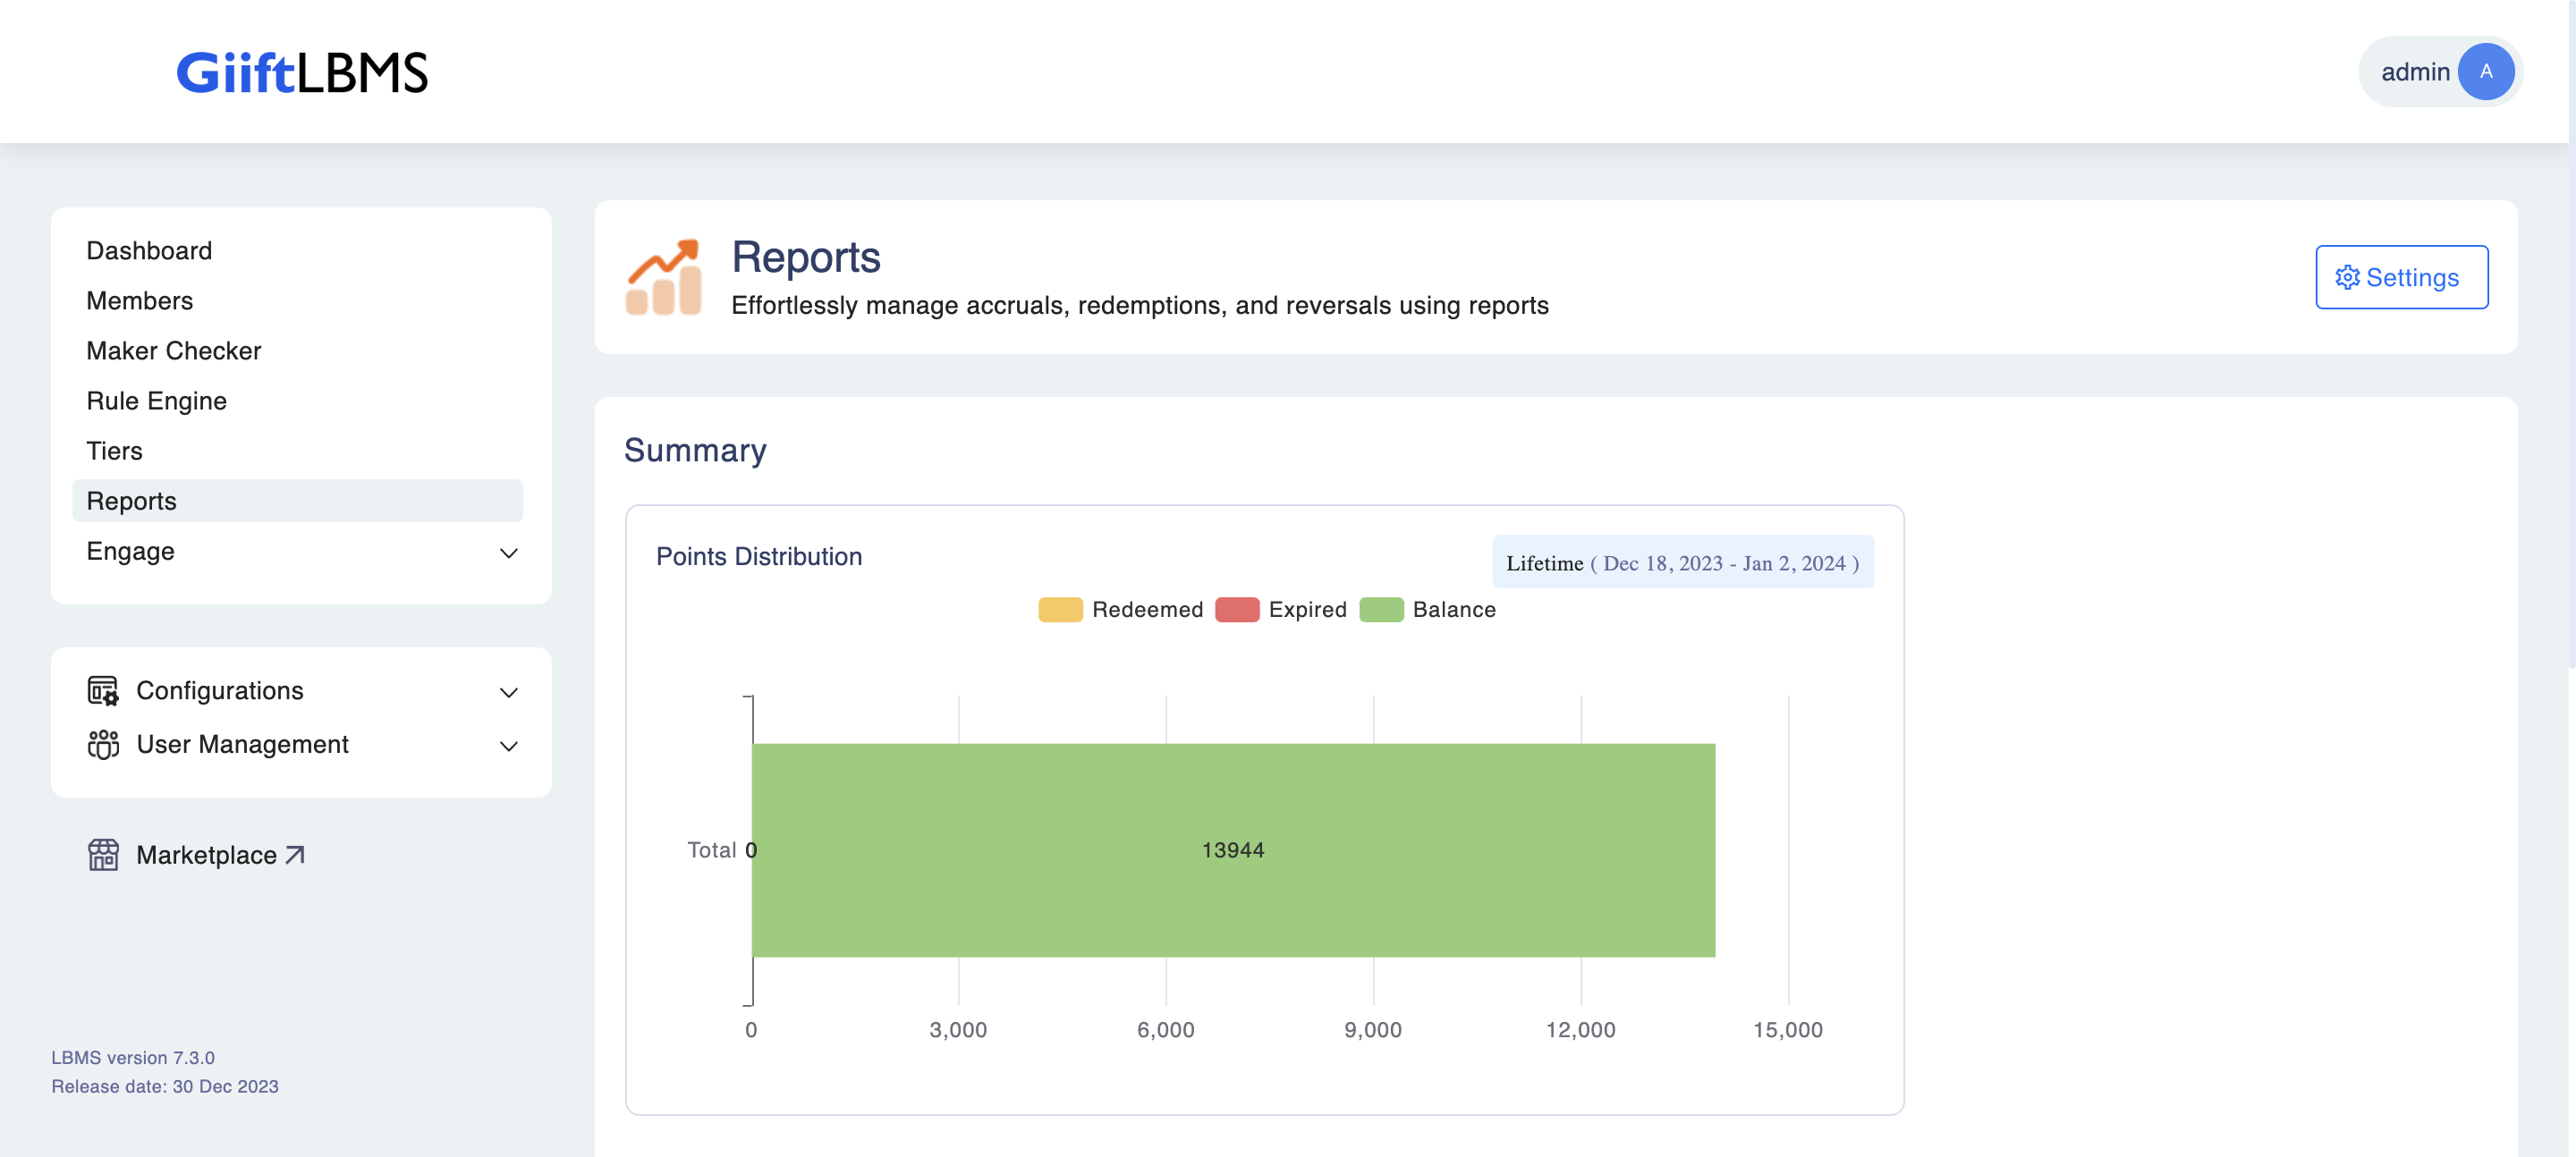 GiiftLBMS
admin A
Dashboard
Members
Maker Checker
Rule Engine
Tiers
Reports
Engage
Configurations
User Management
Marketplace
LBMS version 7.3.0
Release date: 30 Dec 2023
Reports
Effortlessly manage accruals, redemptions, and reversals using reports
Settings
Summary
Points Distribution
Lifetime ( Dec 18, 2023 - Jan 2, 2024 )
Redeemed Expired Balance
Total 0 13944
0 3,000 6,000 9,000 12,000 15,000